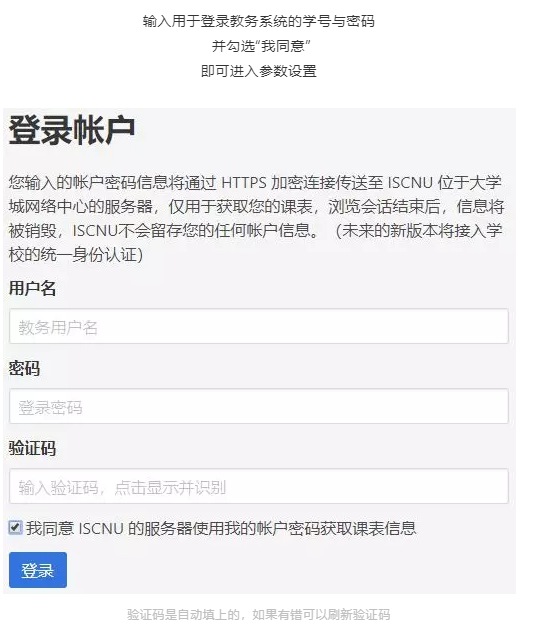 输入用于登录教务系统的学号与密码
并勾选“我同意”
即可进入参数设置
登录帐户
您输入的帐户密码信息将通过 HTTPS 加密连接传送至 ISCNU 位于大学
城网络中心的服务器，仅用于获取您的课表，浏览会话结束后，信息将
被销毁，ISCNU不会留存您的任何帐户信息。（未来的新版本将接入学
校的统一身份认证）
用户名
教务用户名
密码
登录密码
验证码
输入验证码，点击显示并识别
我同意 ISCNU 的服务器使用我的帐户密码获取课表信息
登录
验证码是自动填上的，如果有错可以刷新验证码